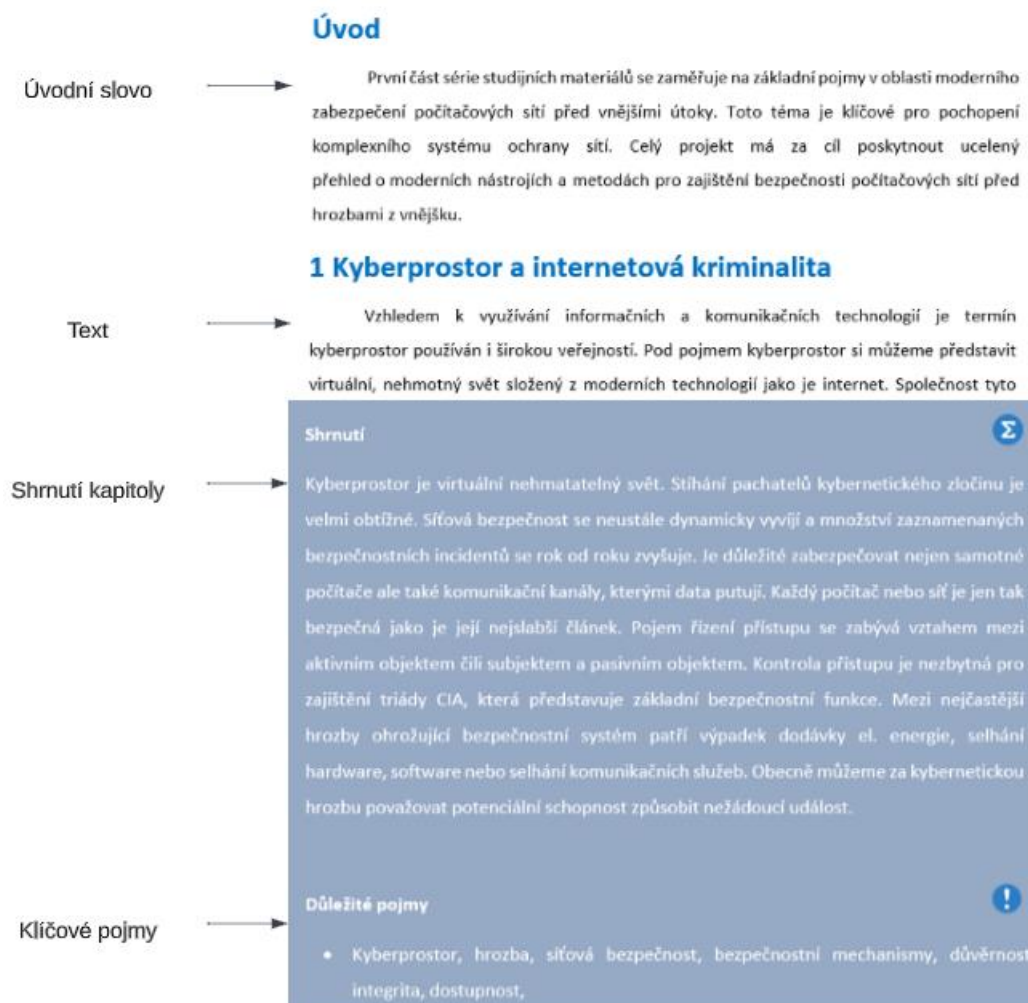 Úvod
Úvodní slovo
První část série studijních materiálů se zaměřuje na základní pojmy v oblasti moderního
zabezpečení počítačových sítí před vnějšími útoky. Toto téma je klíčové pro pochopení
komplexního systému ochrany sítí. Celý projekt má za cíl poskytnout ucelený
přehled o moderních nástrojích a metodách pro zajištění bezpečnosti počítačových sítí před
hrozbami z vnějšku.
1 Kyberprostor a internetová kriminalita
Text
Vzhledem k využívání informačních a komunikačních technologií je termín
kyberprostor používán i širokou veřejností. Pod pojmem kyberprostor si můžeme představit
virtuální, nehmotný svět složený z moderních technologií jako je internet. Společnost tyto
Shrnutí
Σ
Shrnutí kapitoly
Kyberprostor je virtuální nehmatatelný svět. Stíhání pachatelů kybernetického zločinu je
velmi obtížné. Síťová bezpečnost se neustále dynamicky vyvíjí a množství zaznamenaných
bezpečnostních incidentů se rok od roku zvyšuje. Je důležité zabezpečovat nejen samotné
počítače ale také komunikační kanály, kterými data putují. Každý počítač nebo síť je jen tak
bezpečná jako je její nejslabší článek. Pojem řízení přístupu se zabývá vztahem mezi
aktivním objektem čili subjektem a pasivním objektem. Kontrola přístupu je nezbytná pro
zajištění triády CIA, která představuje základní bezpečnostní funkce. Mezi nejčastější
hrozby ohrožující bezpečnostní systém patří výpadek dodávky el. energie, selhání
hardware, software nebo selhání komunikačních služeb. Obecně můžeme za kybernetickou
hrozbu považovat potenciální schopnost způsobit nežádoucí událost.
Důležité pojmy
!
Klíčové pojmy
• Kyberprostor, hrozba, síťová bezpečnost, bezpečnostní mechanismy, důvěrnost
integrita, dostupnost,